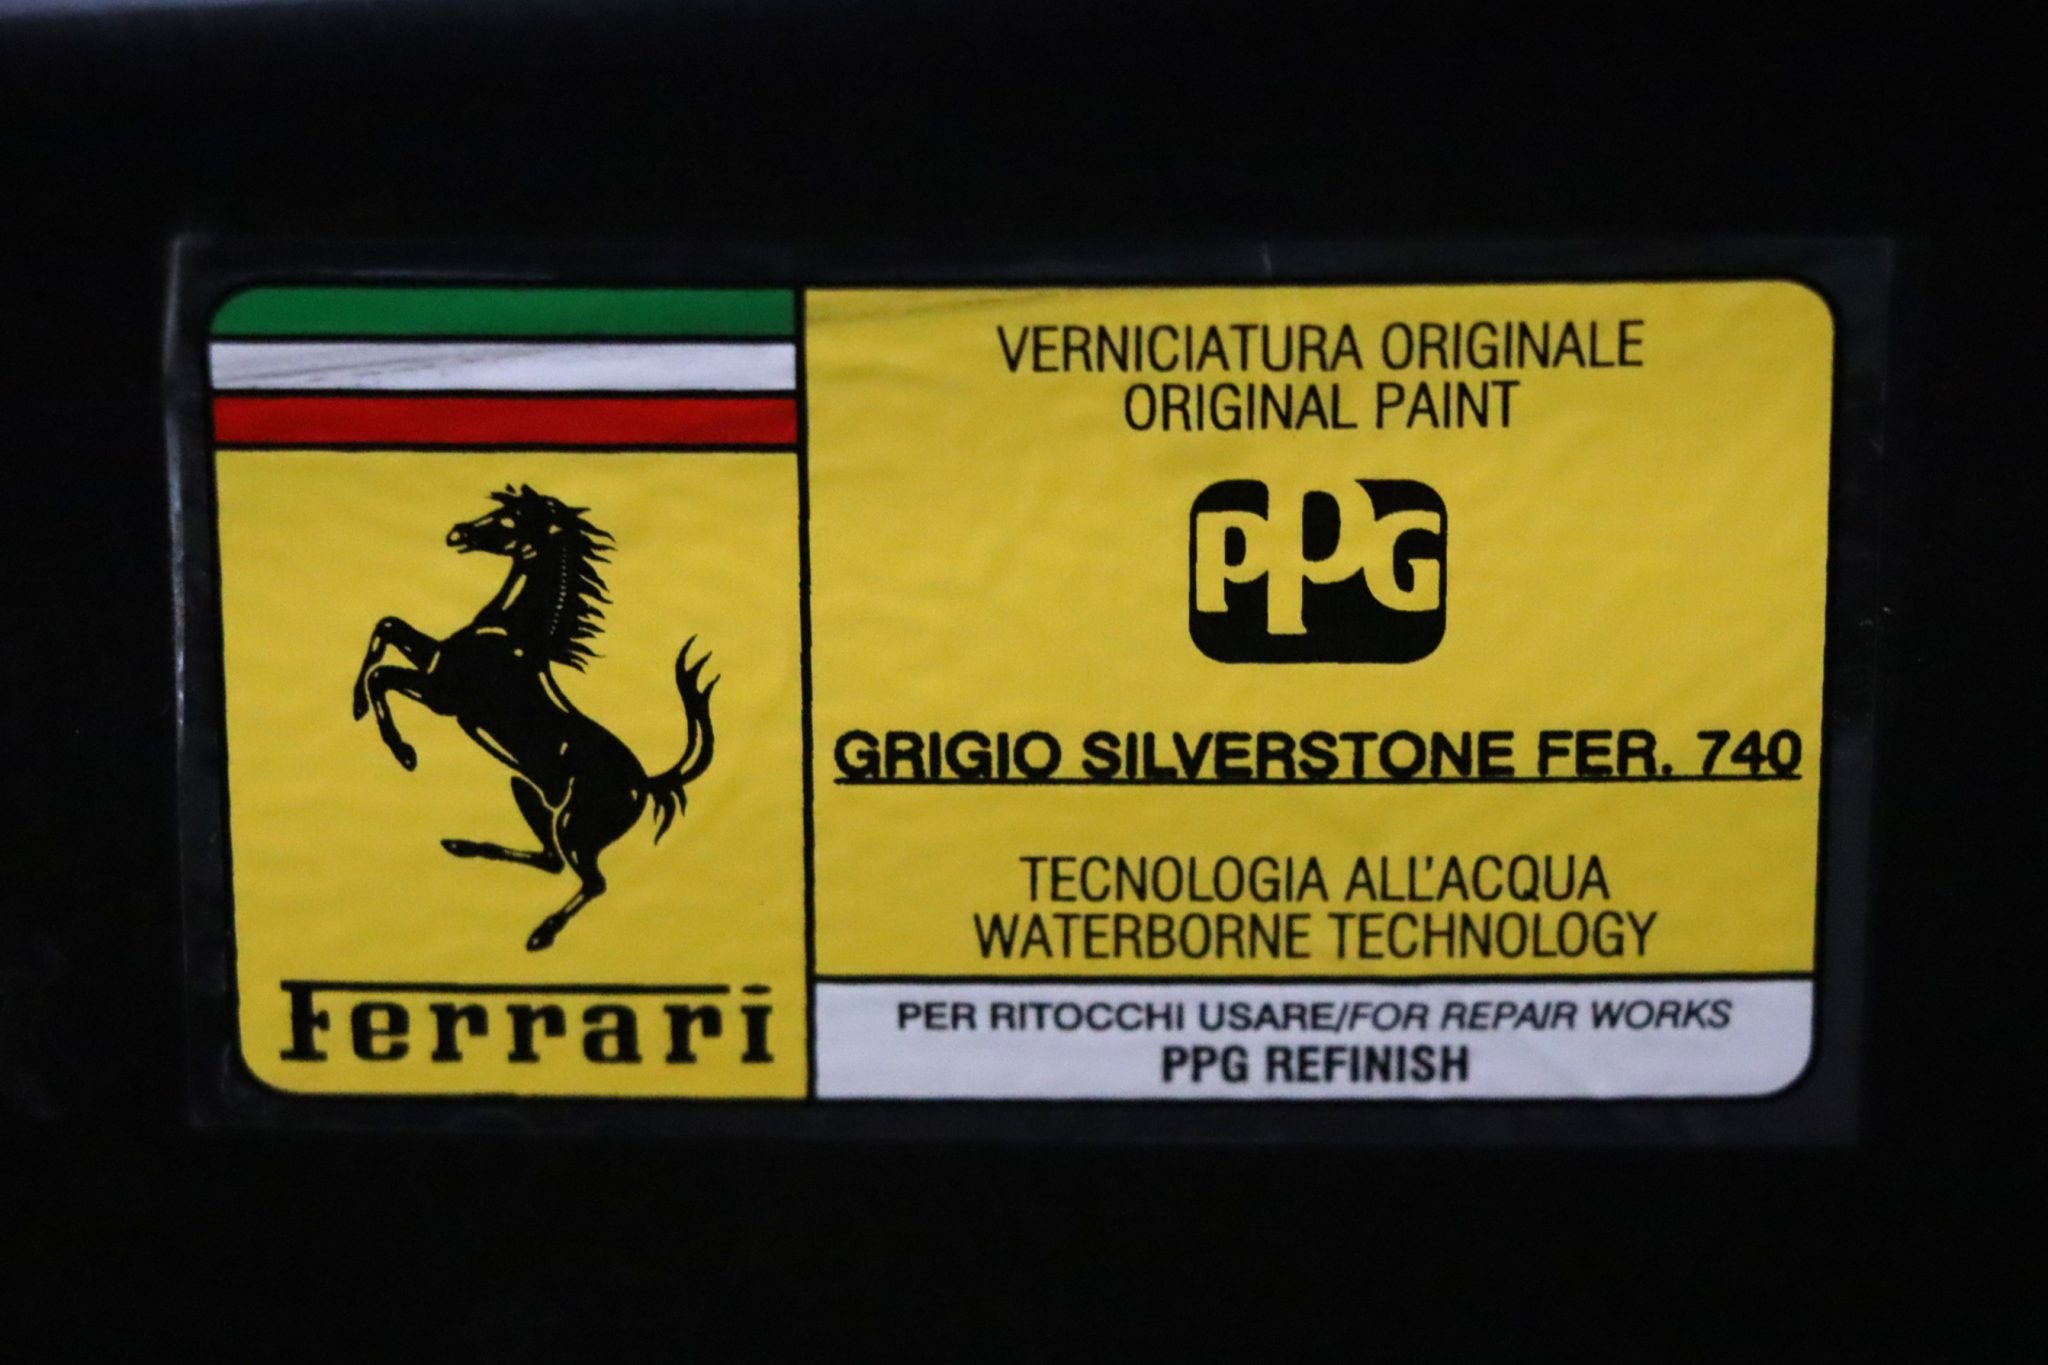 Ferrari
VERNICIATURA ORIGINALE
ORIGINAL PAINT
PPG
GRIGIO SILVERSTONE FER. 740
TECNOLOGIA ALL'ACQUA
WATERBORNE TECHNOLOGY
PER RITOCCHI USARE/FOR REPAIR WORKS
PPG REFINISH